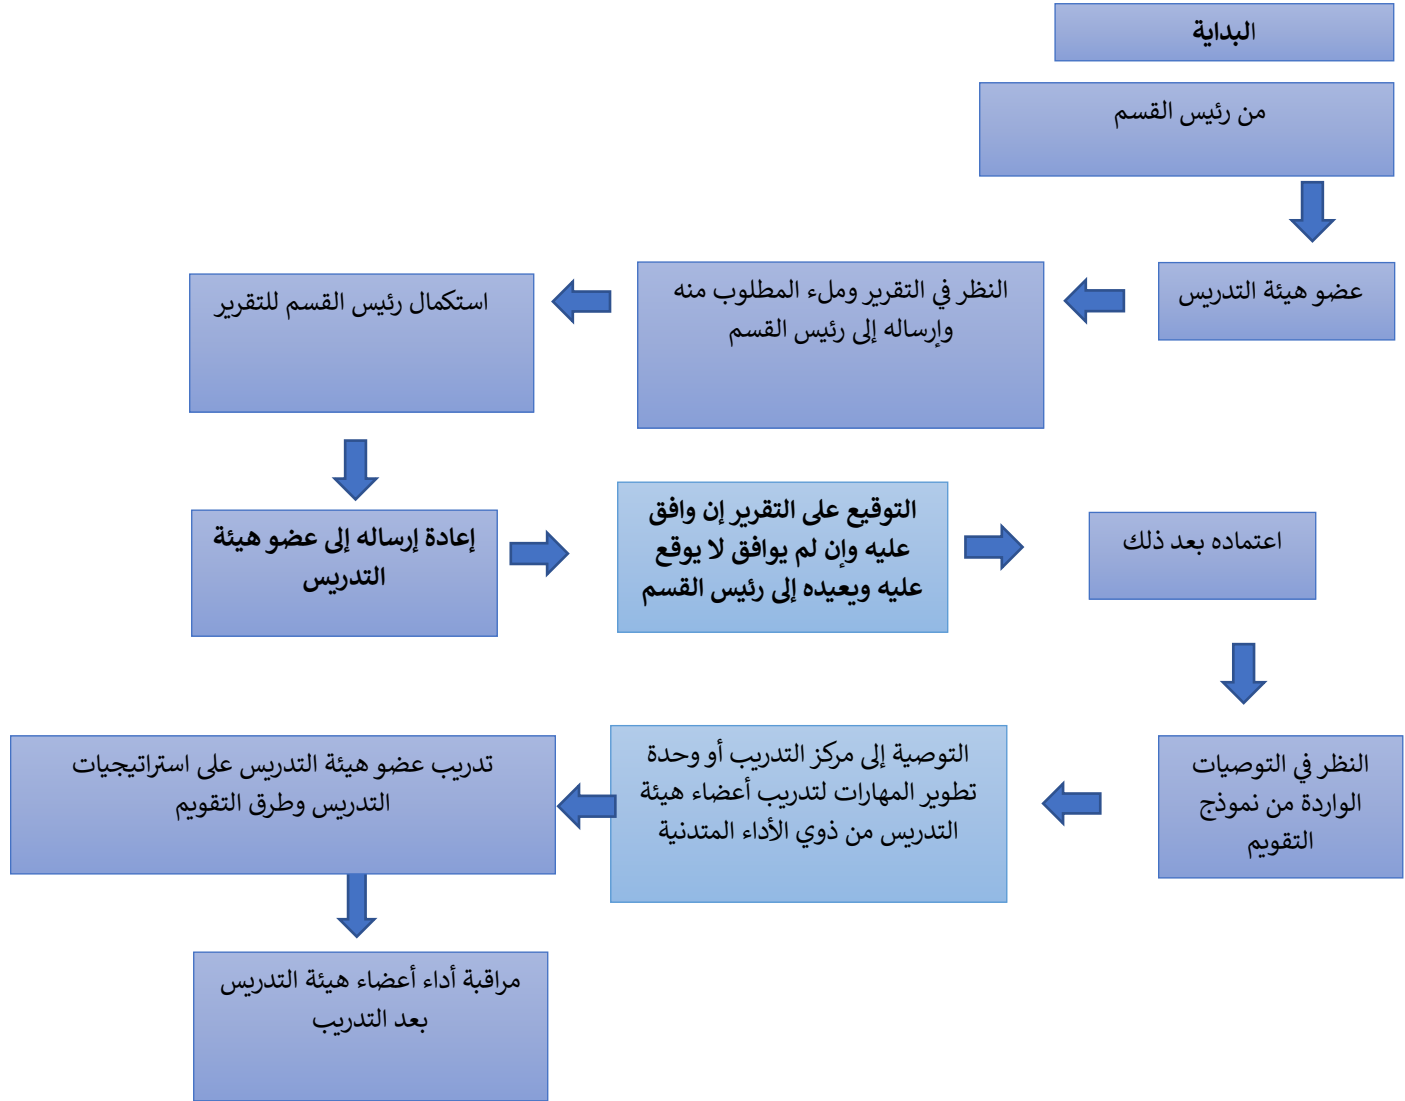 البداية
من رئيس القسم
عضو هيئة التدريس
النظر في التقرير وملء المطلوب منه
وإرساله إلى رئيس القسم
استكمال رئيس القسم للتقرير
إعادة إرساله إلى عضو هيئة
التدريس
التوقيع على التقرير إن وافق
عليه وإن لم يوافق لا يوقع
عليه ويعيده إلى رئيس القسم
اعتماده بعد ذلك
النظر في التوصيات
الواردة من نموذج
التقويم
التوصية إلى مركز التدريب أو وحدة
تطوير المهارات لتدريب أعضاء هيئة
التدريس من ذوي الأداء المتدنية
تدريب عضو هيئة التدريس على استراتيجيات
التدريس وطرق التقويم
مراقبة أداء أعضاء هيئة التدريس
بعد التدريب